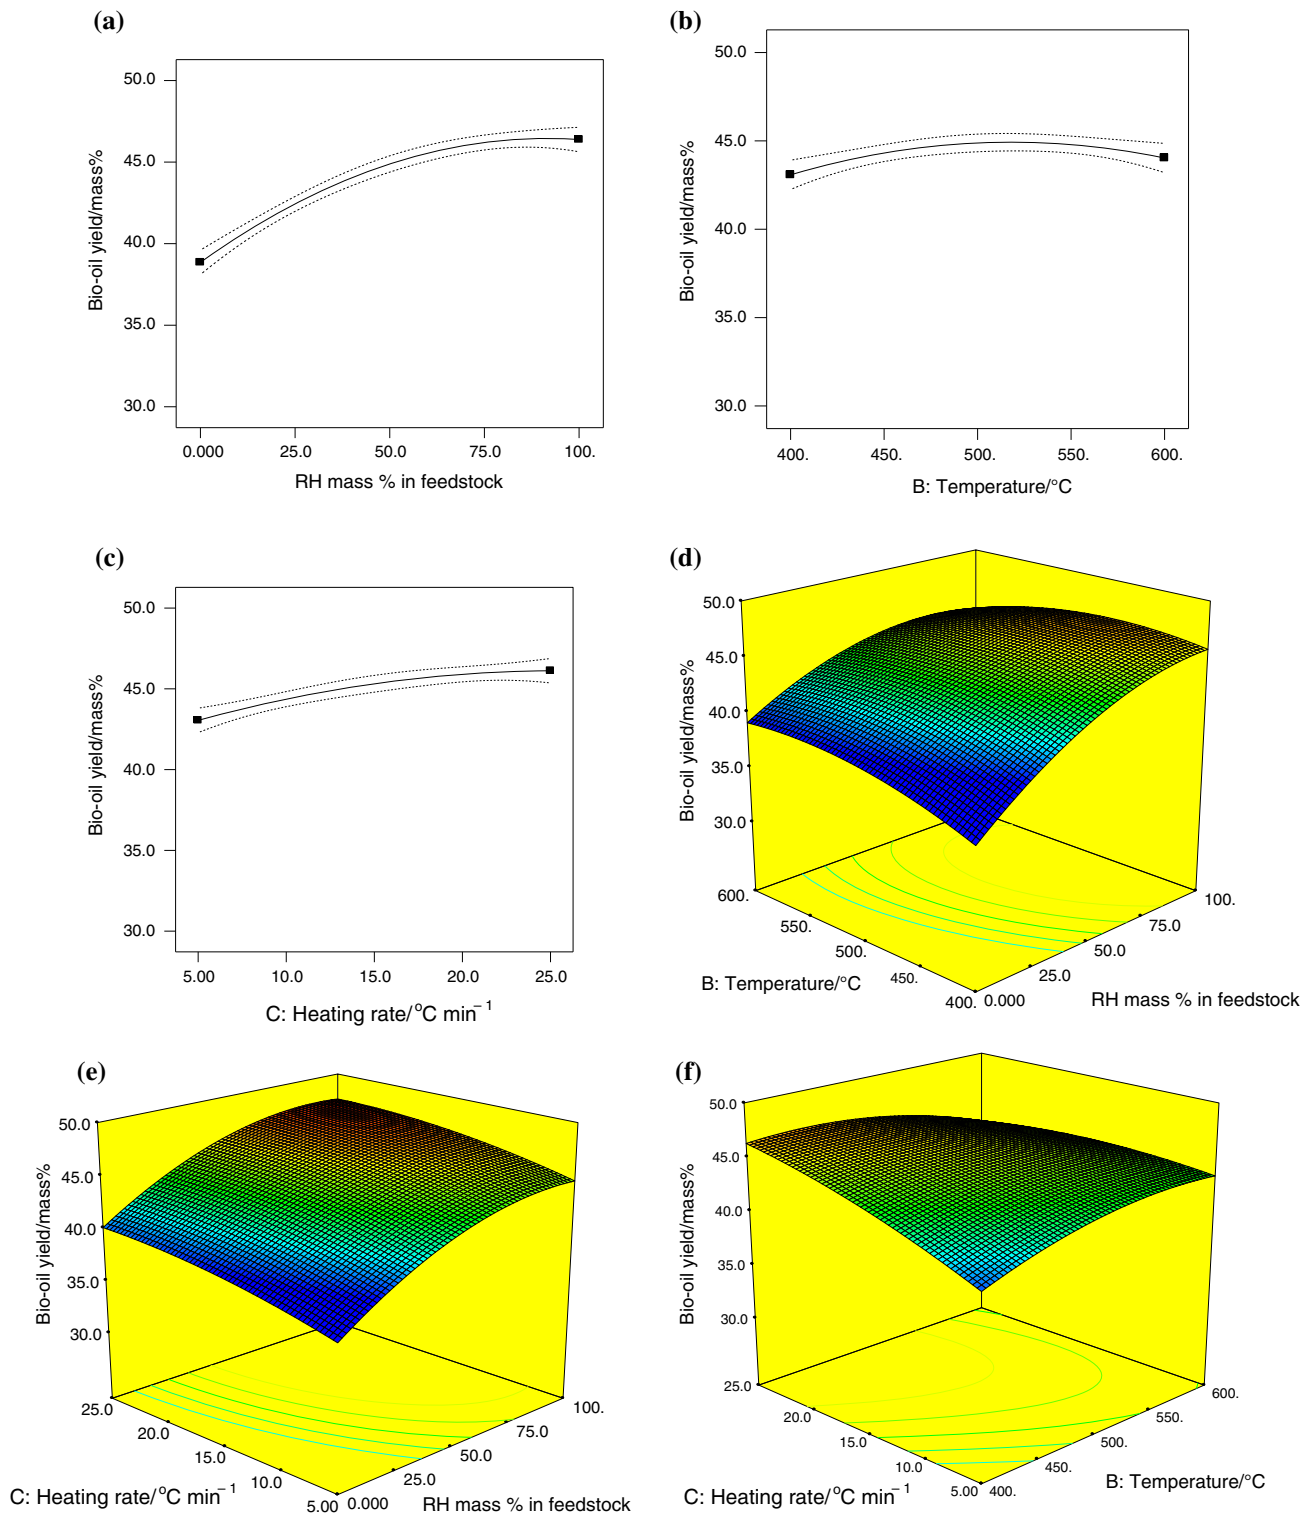 (a)
50.0
45.0
40.0
35.0
30.0
Bio-oil yield/mass%
0.000 25.0 50.0 75.0 100.
RH mass % in feedstock
(b)
50.0
45.0
40.0
35.0
30.0
Bio-oil yield/mass%
400. 450. 500. 550. 600.
B: Temperature/°C
(c)
50.0
45.0
40.0
35.0
30.0
Bio-oil yield/mass%
5.00 10.0 15.0 20.0 25.0
C: Heating rate/°C min⁻¹
(d)
50.0
45.0
40.0
35.0
30.0
Bio-oil yield/mass%
600. 550. 500. 450. 400.
B: Temperature/°C
0.000 25.0 50.0 75.0 100.
RH mass % in feedstock
(e)
50.0
45.0
40.0
35.0
30.0
Bio-oil yield/mass%
25.0 20.0 15.0 10.0 5.00
C: Heating rate/°C min⁻¹
0.000 25.0 50.0 75.0 100.
RH mass % in feedstock
(f)
50.0
45.0
40.0
35.0
30.0
25.0
Bio-oil yield/mass%
20.0 15.0 10.0 5.00
C: Heating rate/°C min⁻¹
400. 450. 500. 550. 600.
B: Temperature/°C